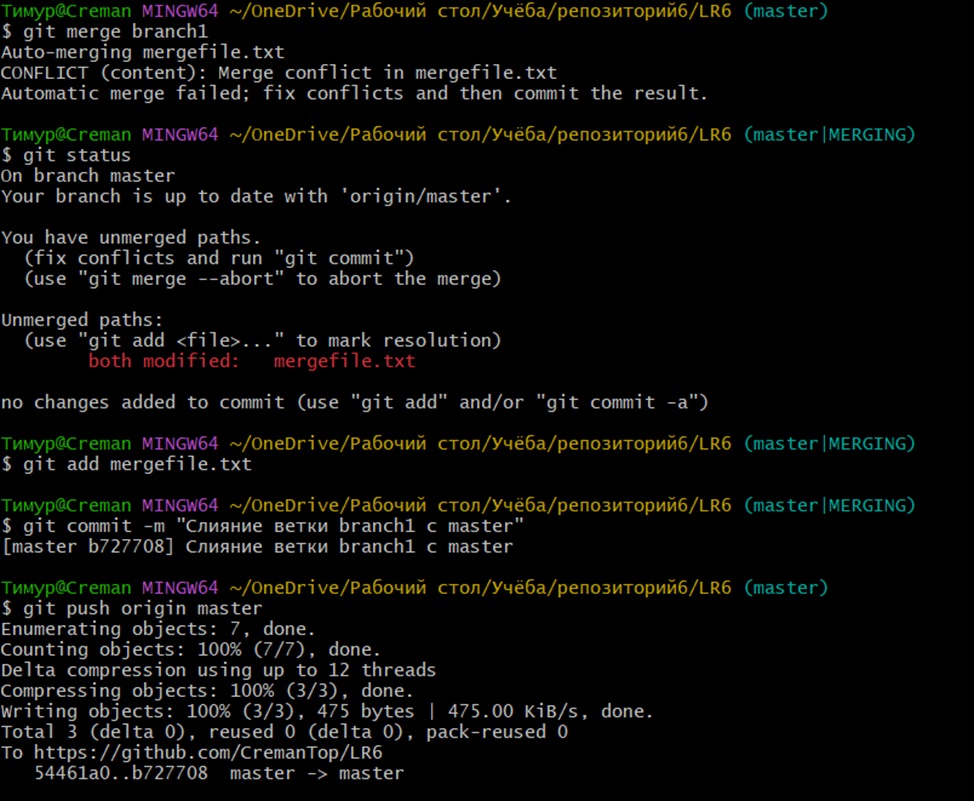 Тимур@Creman MINGW64 ~/OneDrive/Рабочий стол/Учёба/репозиторий6/LR6 (master)
$ git merge branch1
Auto-merging mergefile.txt
CONFLICT (content): Merge conflict in mergefile.txt
Automatic merge failed; fix conflicts and then commit the result.
Тимур@Creman MINGW64 ~/OneDrive/Рабочий стол/Учёба/репозиторий6/LR6 (master|MERGING)
$ git status
On branch master
Your branch is up to date with 'origin/master'.
You have unmerged paths.
(fix conflicts and run "git commit")
(use "git merge --abort" to abort the merge)
Unmerged paths:
(use "git add <file>..." to mark resolution)
both modified:   mergefile.txt
no changes added to commit (use "git add" and/or "git commit -a")
Тимур@Creman MINGW64 ~/OneDrive/Рабочий стол/Учёба/репозиторий6/LR6 (master|MERGING)
$ git add mergefile.txt
Тимур@Creman MINGW64 ~/OneDrive/Рабочий стол/Учёба/репозиторий6/LR6 (master|MERGING)
$ git commit -m "Слияние ветки branch1 с master"
[master b727708] Слияние ветки branch1 с master
Тимур@Creman MINGW64 ~/OneDrive/Рабочий стол/Учёба/репозиторий6/LR6 (master)
$ git push origin master
Enumerating objects: 7, done.
Counting objects: 100% (7/7), done.
Delta compression using up to 12 threads
Compressing objects: 100% (3/3), done.
Writing objects: 100% (3/3), 475 bytes | 475.00 KiB/s, done.
Total 3 (delta 0), reused 0 (delta 0), pack-reused 0
To https://github.com/CremanTop/LR6
54461a0..b727708  master -> master